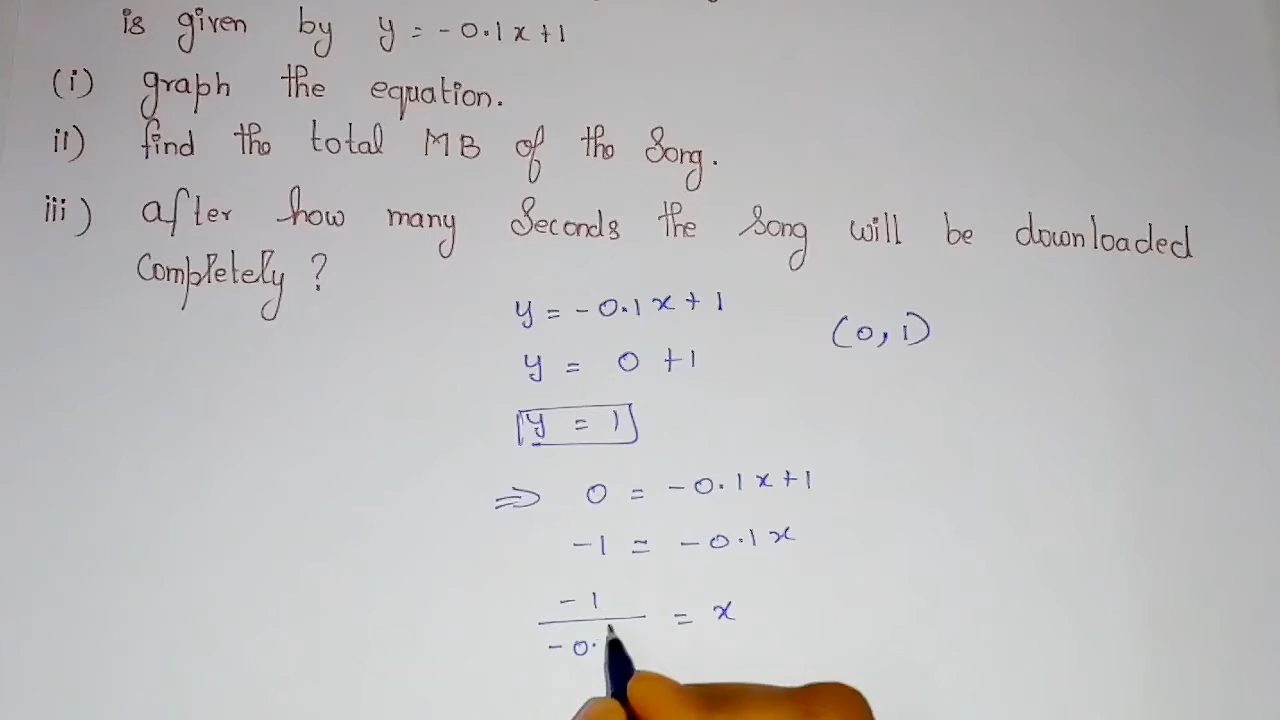 is given by y = -0.1x+1
(i) graph the equation.
ii) find the total MB of the Song.
iii) after how many Seconds the song will be downloaded
Completely?
y = -0.1x+1
(0,1)
y = 0 +1
y = 1
⇒ 0 = -0.1x+1
-1 = -0.1x
-1
= x
-0.